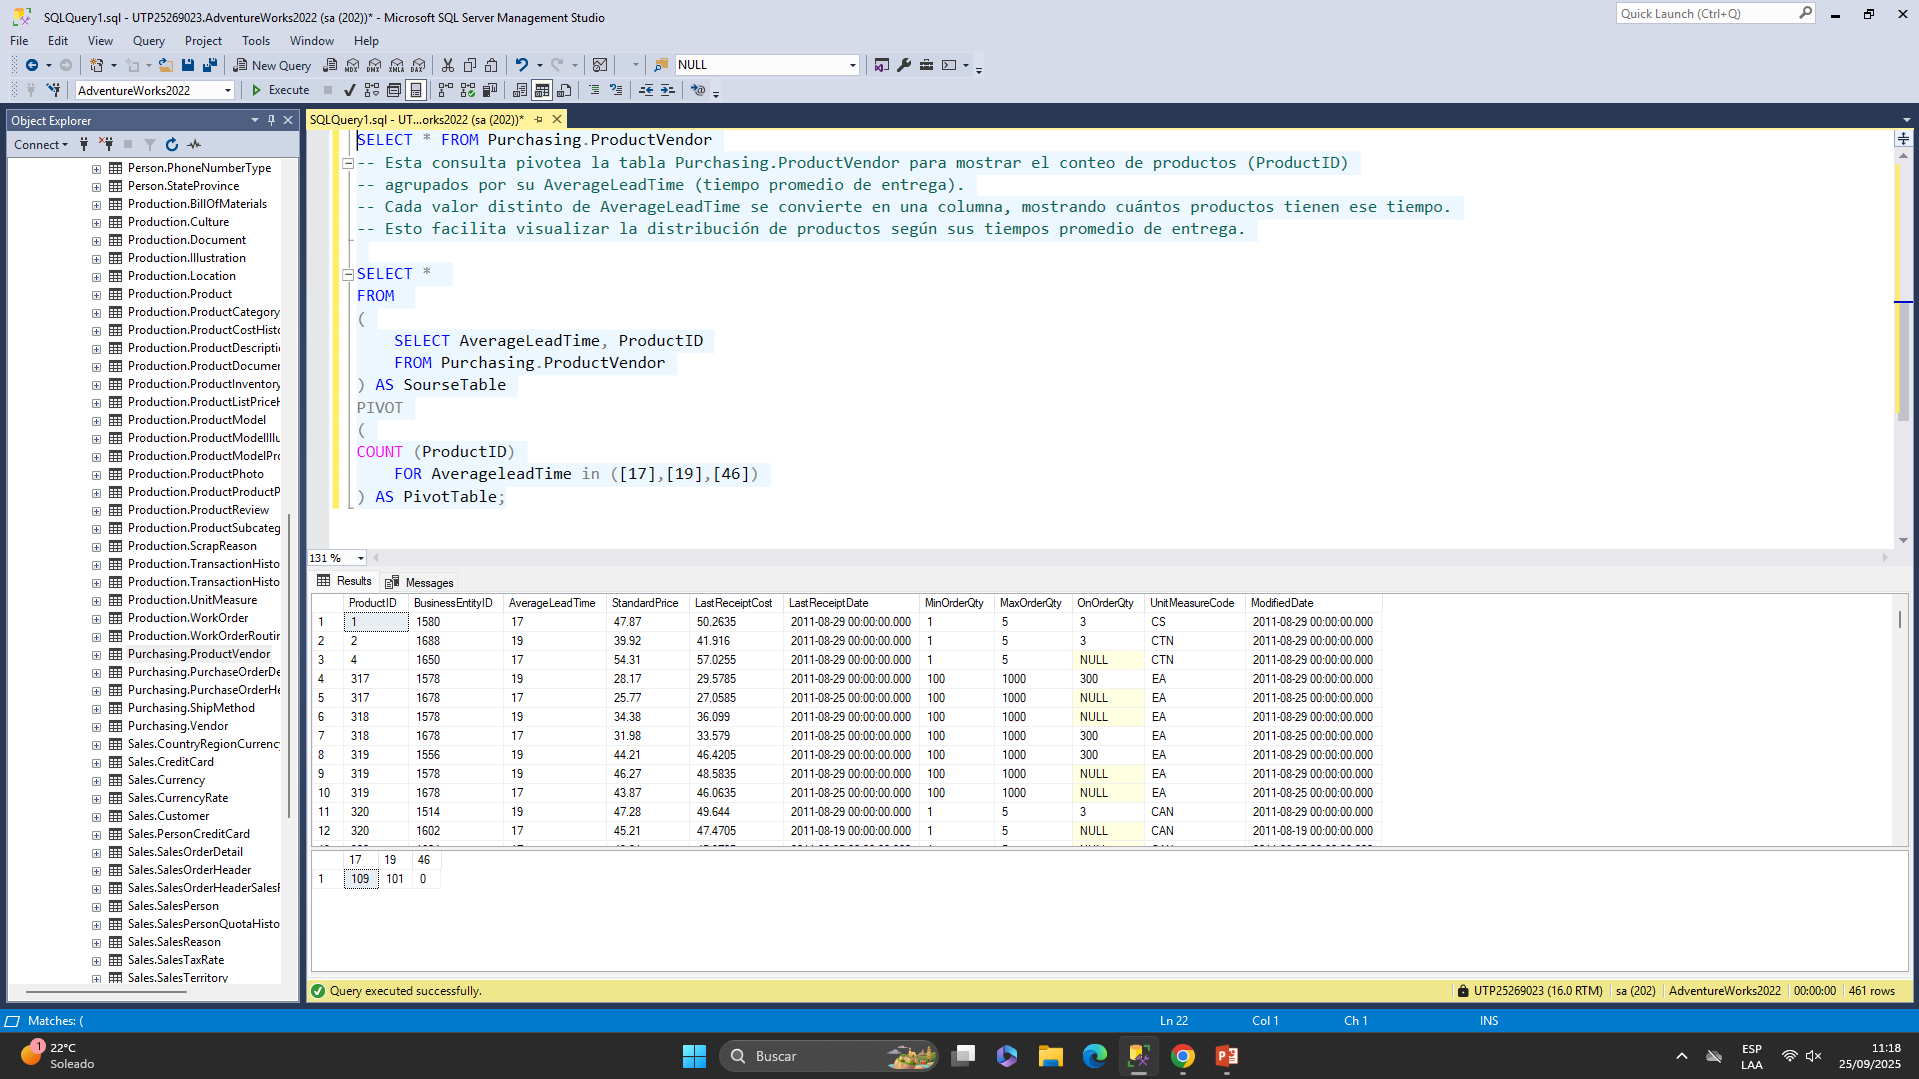 SQLQuery1.sql - UTP25269023.AdventureWorks2022 (sa (202))* - Microsoft SQL Server Management Studio
Quick Launch (Ctrl+Q)
File Edit View Query Project Tools Window Help
New Query
NULL
AdventureWorks2022
Execute
Object Explorer
Connect
Person.PhoneNumberType
Person.StateProvince
Production.BillOfMaterials
Production.Culture
Production.Document
Production.Illustration
Production.Location
Production.Product
Production.ProductCategory
Production.ProductCostHisto
Production.ProductDescriptio
Production.ProductDocumen
Production.ProductInventory
Production.ProductListPriceH
Production.ProductModel
Production.ProductModelIllu
Production.ProductModelPro
Production.ProductPhoto
Production.ProductProductP
Production.ProductReview
Production.ProductSubcateg
Production.ScrapReason
Production.TransactionHisto
Production.TransactionHisto
Production.UnitMeasure
Production.WorkOrder
Production.WorkOrderRoutin
Purchasing.ProductVendor
Purchasing.PurchaseOrderDe
Purchasing.PurchaseOrderHe
Purchasing.ShipMethod
Purchasing.Vendor
Sales.CountryRegionCurrency
Sales.CreditCard
Sales.Currency
Sales.CurrencyRate
Sales.Customer
Sales.PersonCreditCard
Sales.SalesOrderDetail
Sales.SalesOrderHeader
Sales.SalesOrderHeaderSalesR
Sales.SalesPerson
Sales.SalesPersonQuotaHisto
Sales.SalesReason
Sales.SalesTaxRate
Sales.SalesTerritory
SQLQuery1.sql - UT...orks2022 (sa (202))*
SELECT * FROM Purchasing.ProductVendor
-- Esta consulta pivotea la tabla Purchasing.ProductVendor para mostrar el conteo de productos (ProductID)
-- agrupados por su AverageLeadTime (tiempo promedio de entrega).
-- Cada valor distinto de AverageLeadTime se convierte en una columna, mostrando cuántos productos tienen ese tiempo.
-- Esto facilita visualizar la distribución de productos según sus tiempos promedio de entrega.
SELECT *
FROM
(
SELECT AverageLeadTime, ProductID
FROM Purchasing.ProductVendor
) AS SourseTable
PIVOT
(
COUNT (ProductID)
FOR AverageleadTime in ([17],[19],[46])
) AS PivotTable;
131 %
Results Messages
ProductID BusinessEntityID AverageLeadTime StandardPrice LastReceiptCost LastReceiptDate MinOrderQty MaxOrderQty OnOrderQty UnitMeasureCode ModifiedDate
1 1 1580 17 47.87 50.2635 2011-08-29 00:00:00.000 1 5 3 CS 2011-08-29 00:00:00.000
2 2 1688 19 39.92 41.916 2011-08-29 00:00:00.000 1 5 3 CTN 2011-08-29 00:00:00.000
3 4 1650 17 54.31 57.0255 2011-08-29 00:00:00.000 1 5 NULL CTN 2011-08-29 00:00:00.000
4 317 1578 19 28.17 29.5785 2011-08-29 00:00:00.000 100 1000 300 EA 2011-08-29 00:00:00.000
5 317 1678 17 25.77 27.0585 2011-08-25 00:00:00.000 100 1000 NULL EA 2011-08-25 00:00:00.000
6 318 1578 19 34.38 36.099 2011-08-29 00:00:00.000 100 1000 NULL EA 2011-08-29 00:00:00.000
7 318 1678 17 31.98 33.579 2011-08-25 00:00:00.000 100 1000 300 EA 2011-08-25 00:00:00.000
8 319 1556 19 44.21 46.4205 2011-08-29 00:00:00.000 100 1000 300 EA 2011-08-29 00:00:00.000
9 319 1578 19 46.27 48.5835 2011-08-29 00:00:00.000 100 1000 NULL EA 2011-08-29 00:00:00.000
10 319 1678 17 43.87 46.0635 2011-08-25 00:00:00.000 100 1000 NULL EA 2011-08-25 00:00:00.000
11 320 1514 19 47.28 49.644 2011-08-29 00:00:00.000 1 5 3 CAN 2011-08-29 00:00:00.000
12 320 1602 17 45.21 47.4705 2011-08-19 00:00:00.000 1 5 NULL CAN 2011-08-19 00:00:00.000
17 19 46
1 109 101 0
Query executed successfully.
UTP25269023 (16.0 RTM) sa (202) AdventureWorks2022 00:00:00 461 rows
Matches: (
Ln 22 Col 1 Ch 1 INS
1
22°C
Soleado
Buscar
ESP
LAA
11:18
25/09/2025